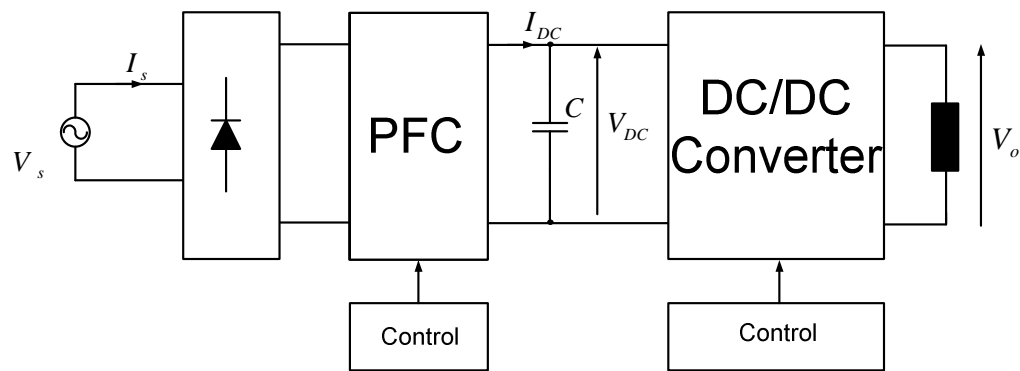 I_DC
I_s
V_s
PFC
C
V_DC
DC/DC
Converter
V_o
Control
Control